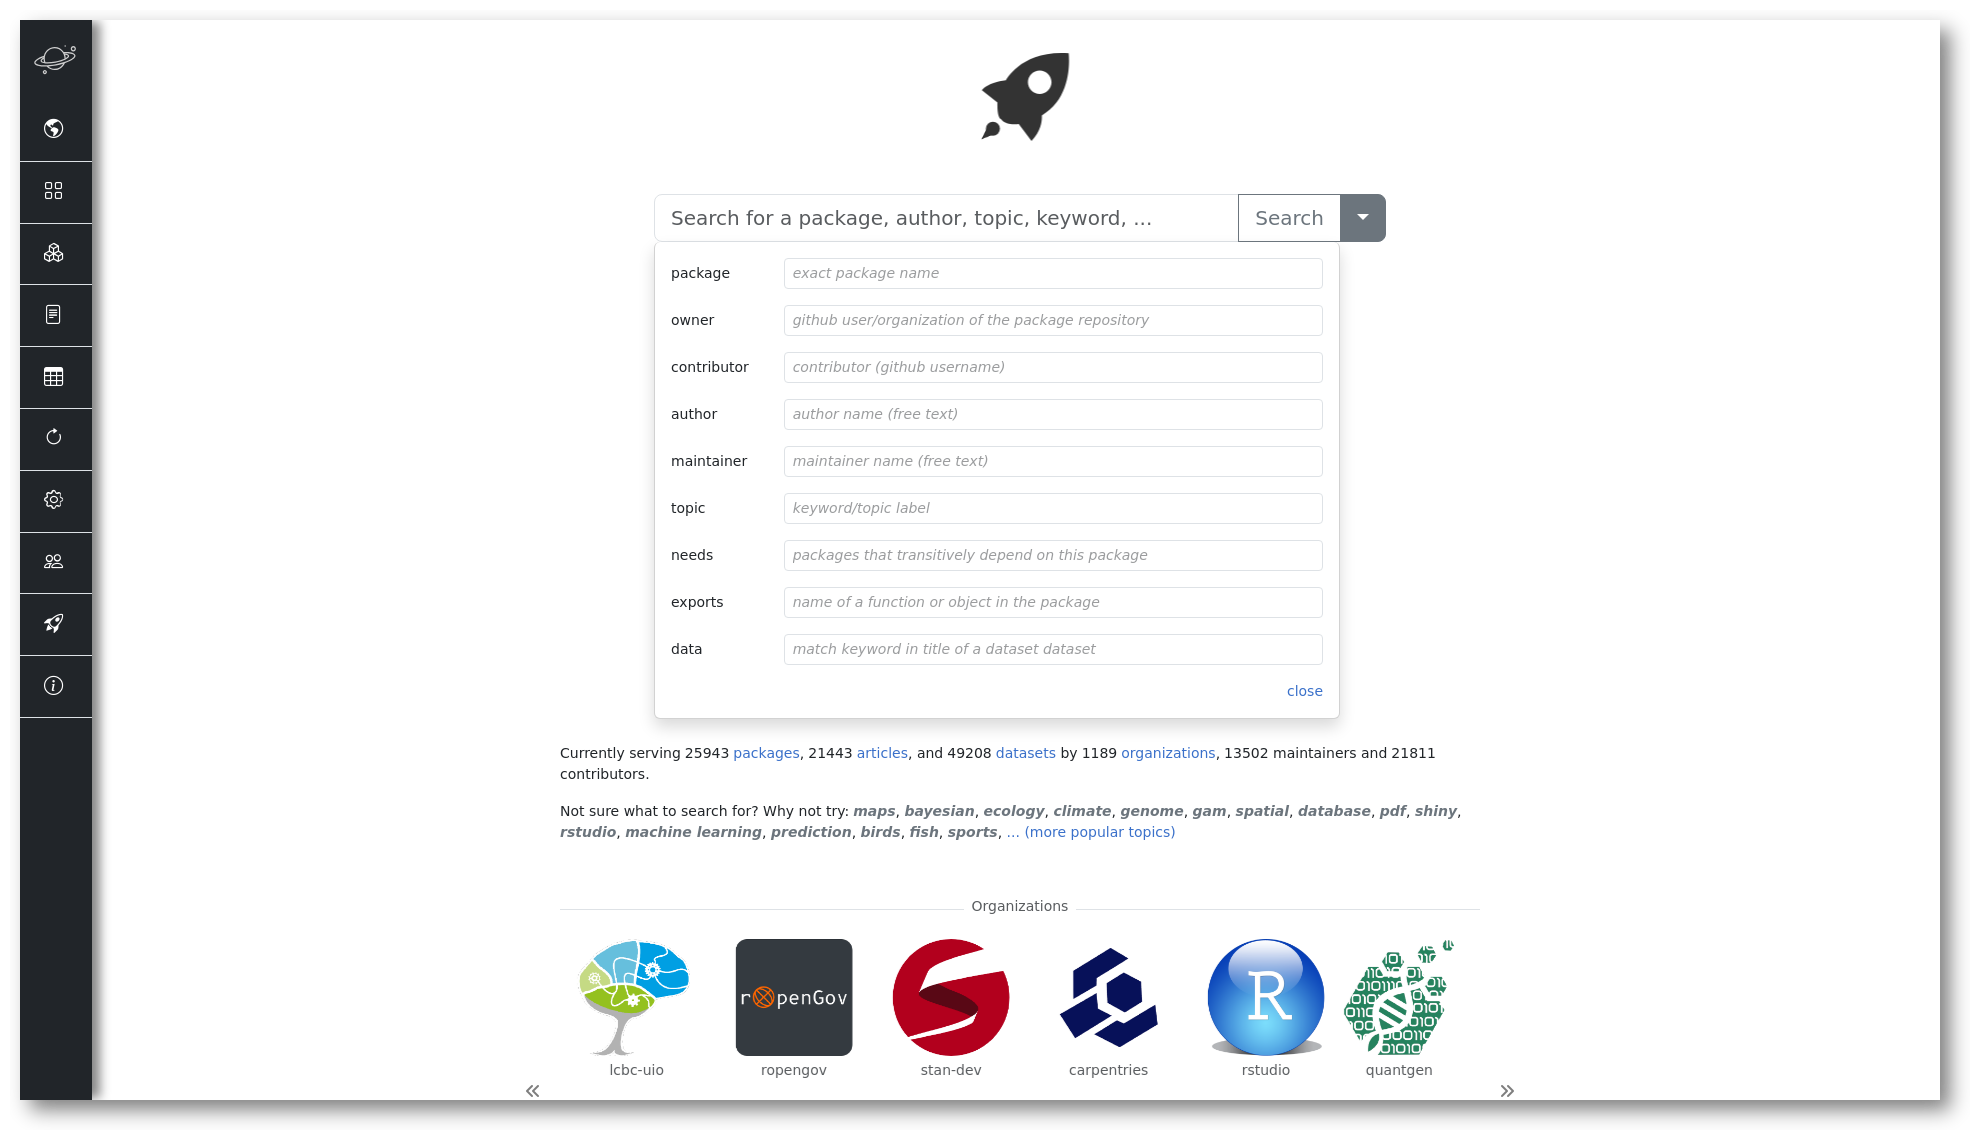 Search for a package, author, topic, keyword, ... Search
package exact package name
owner github user/organization of the package repository
contributor contributor (github username)
author author name (free text)
maintainer maintainer name (free text)
topic keyword/topic label
needs packages that transitively depend on this package
exports name of a function or object in the package
data match keyword in title of a dataset dataset
close
Currently serving 25943 packages, 21443 articles, and 49208 datasets by 1189 organizations, 13502 maintainers and 21811
contributors.
Not sure what to search for? Why not try: maps, bayesian, ecology, climate, genome, gam, spatial, database, pdf, shiny,
rstudio, machine learning, prediction, birds, fish, sports, ... (more popular topics)
Organizations
rOpenGov
R
lcbc-uio ropengov stan-dev carpentries rstudio quantgen
« »